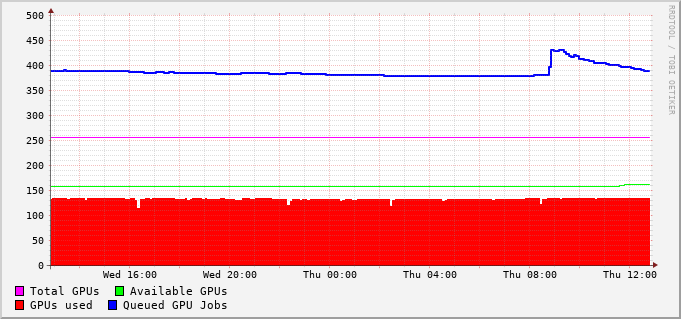 500
450
400
350
300
250
200
150
100
50
0
Wed 16:00 Wed 20:00 Thu 00:00 Thu 04:00 Thu 08:00 Thu 12:00
Total GPUs Available GPUs
GPUs used Queued GPU Jobs
RRDTOOL / TOBI OETIKER